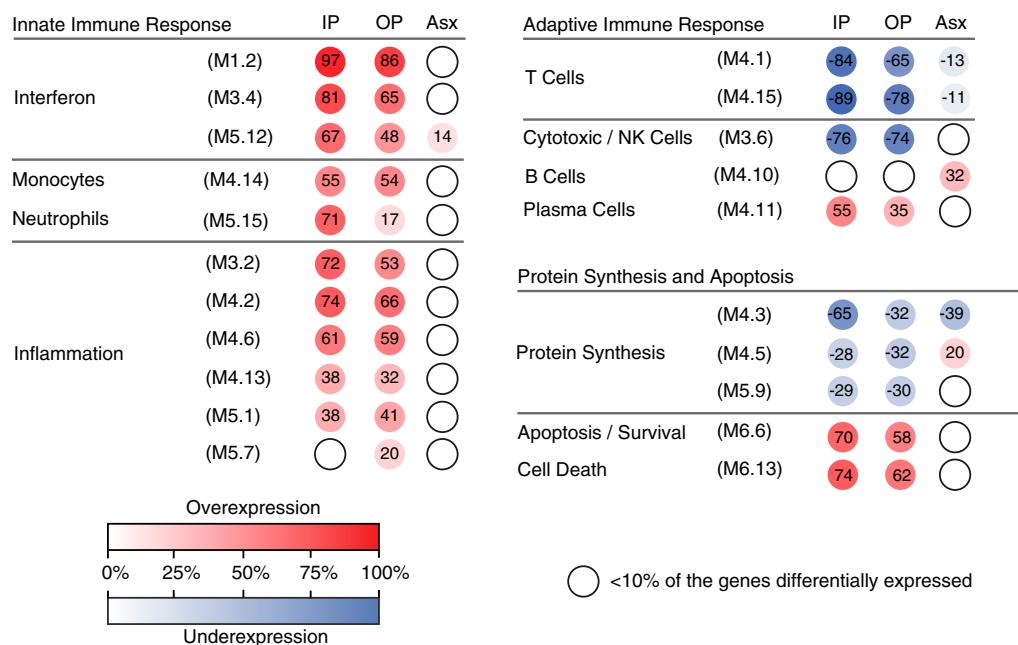 Innate Immune Response IP OP Asx
(M1.2) 97 86
Interferon (M3.4) 81 65
(M5.12) 67 48 14
Monocytes (M4.14) 55 54
Neutrophils (M5.15) 71 17
(M3.2) 72 53
(M4.2) 74 66
Inflammation (M4.6) 61 59
(M4.13) 38 32
(M5.1) 38 41
(M5.7) 20
Overexpression
0% 25% 50% 75% 100%
Underexpression
Adaptive Immune Response IP OP Asx
T Cells (M4.1) -84 -65 -13
(M4.15) -89 -78 -11
Cytotoxic / NK Cells (M3.6) -76 -74
B Cells (M4.10) 32
Plasma Cells (M4.11) 55 35
Protein Synthesis and Apoptosis
(M4.3) -65 -32 -39
Protein Synthesis (M4.5) -28 -32 20
(M5.9) -29 -30
Apoptosis / Survival (M6.6) 70 58
Cell Death (M6.13) 74 62
<10% of the genes differentially expressed